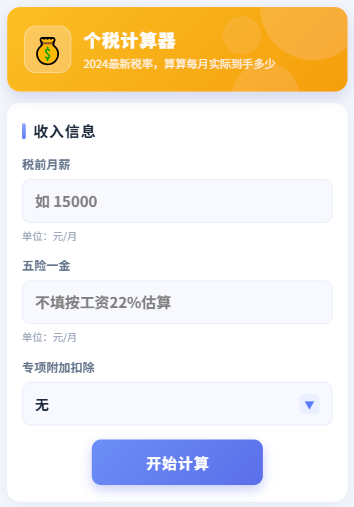 个税计算器
2024最新税率，算算每月实际到手多少
收入信息
税前月薪
如 15000
单位：元/月
五险一金
不填按工资22%估算
单位：元/月
专项附加扣除
无
开始计算